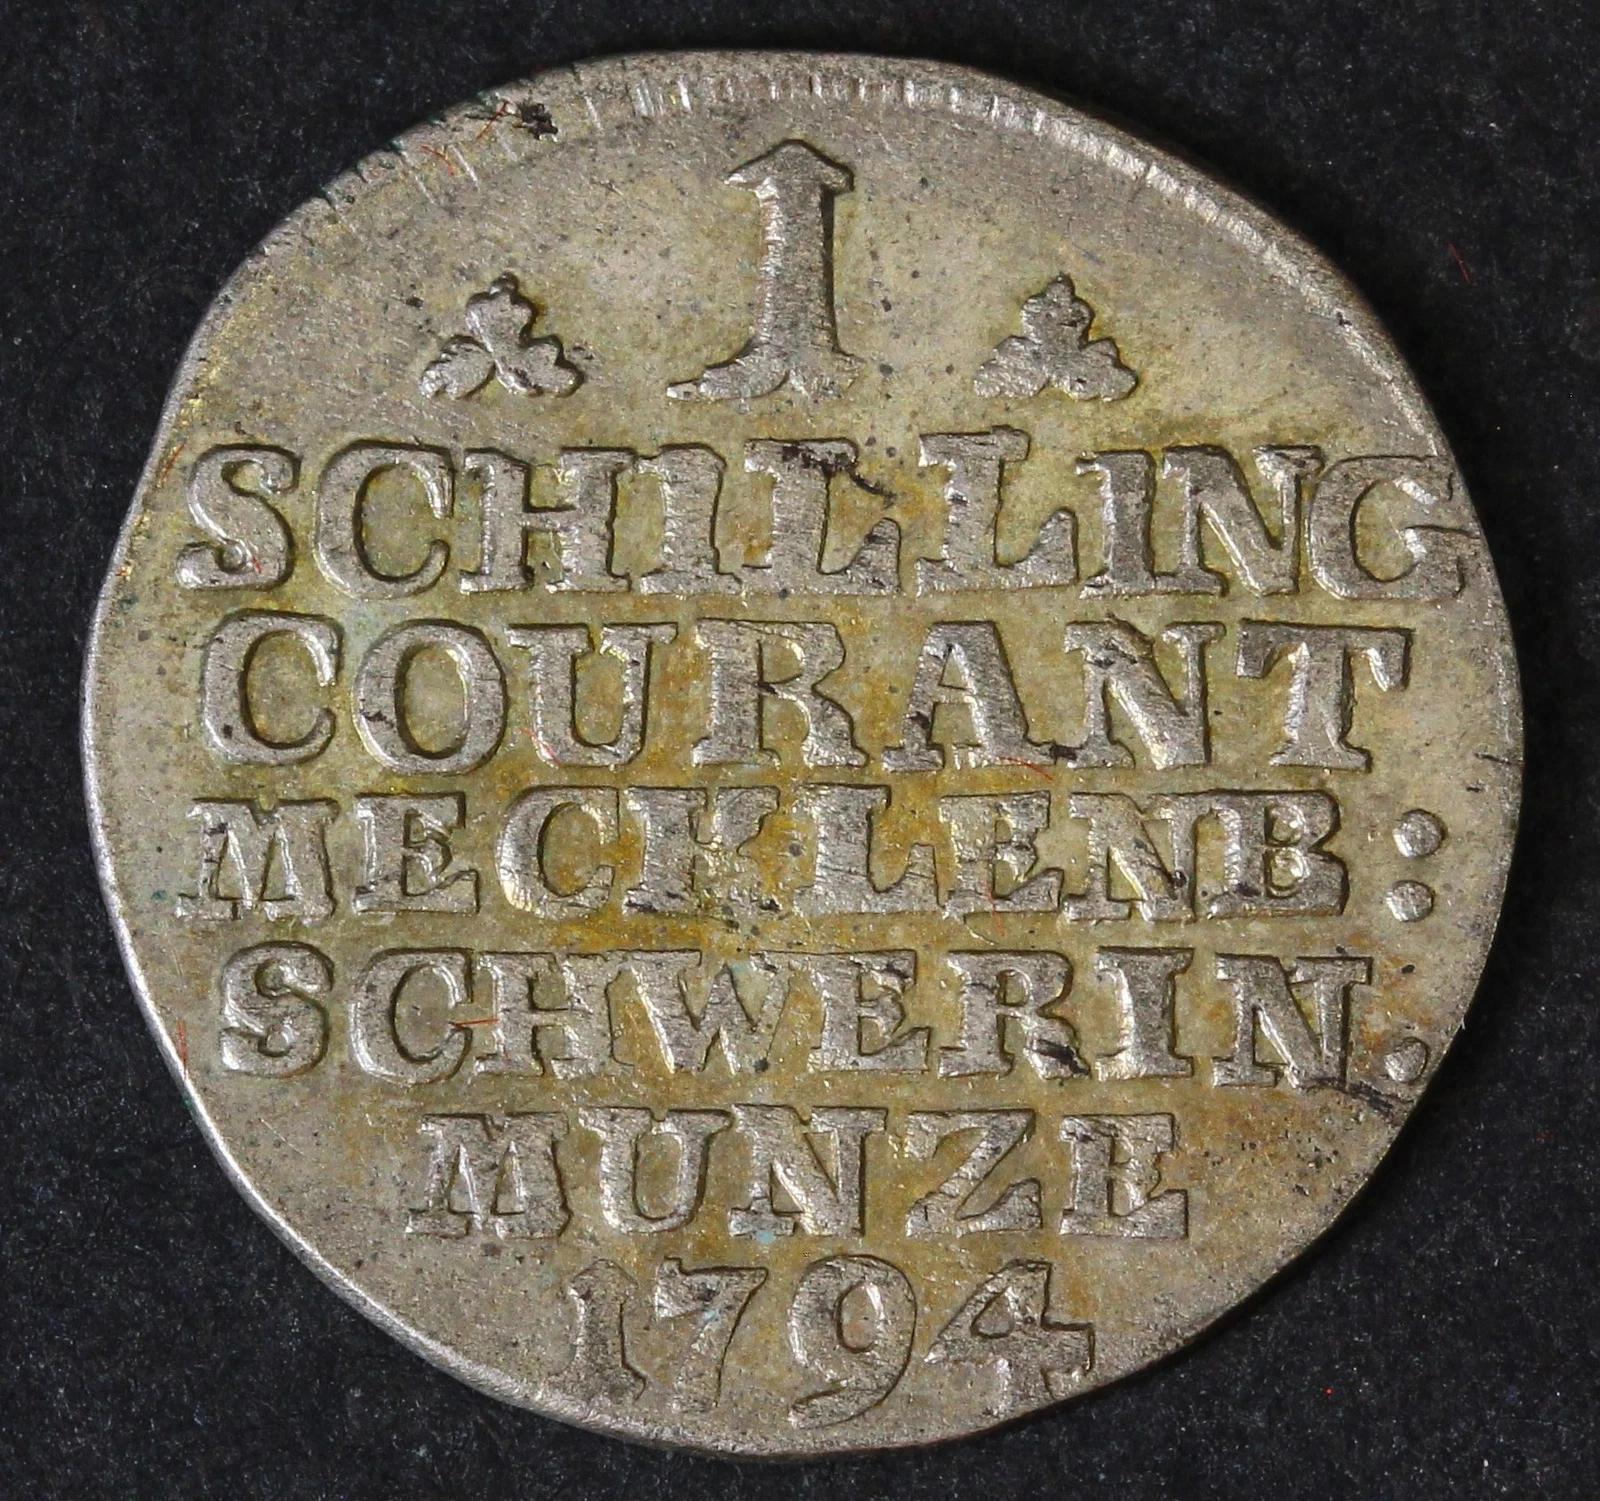 1
SCHILLING
COURANT
MECKLENB:
SCHWERIN.
MUNZE
1794